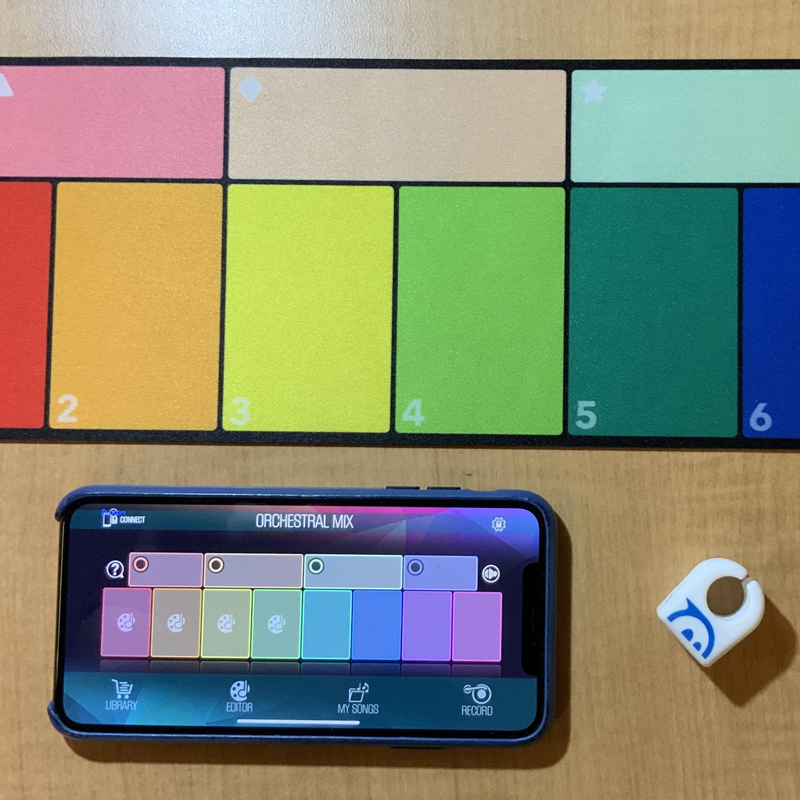 2
3
4
5
6
CONNECT
ORCHESTRAL MIX
?
LIBRARY
EDITOR
MY SONGS
RECORD